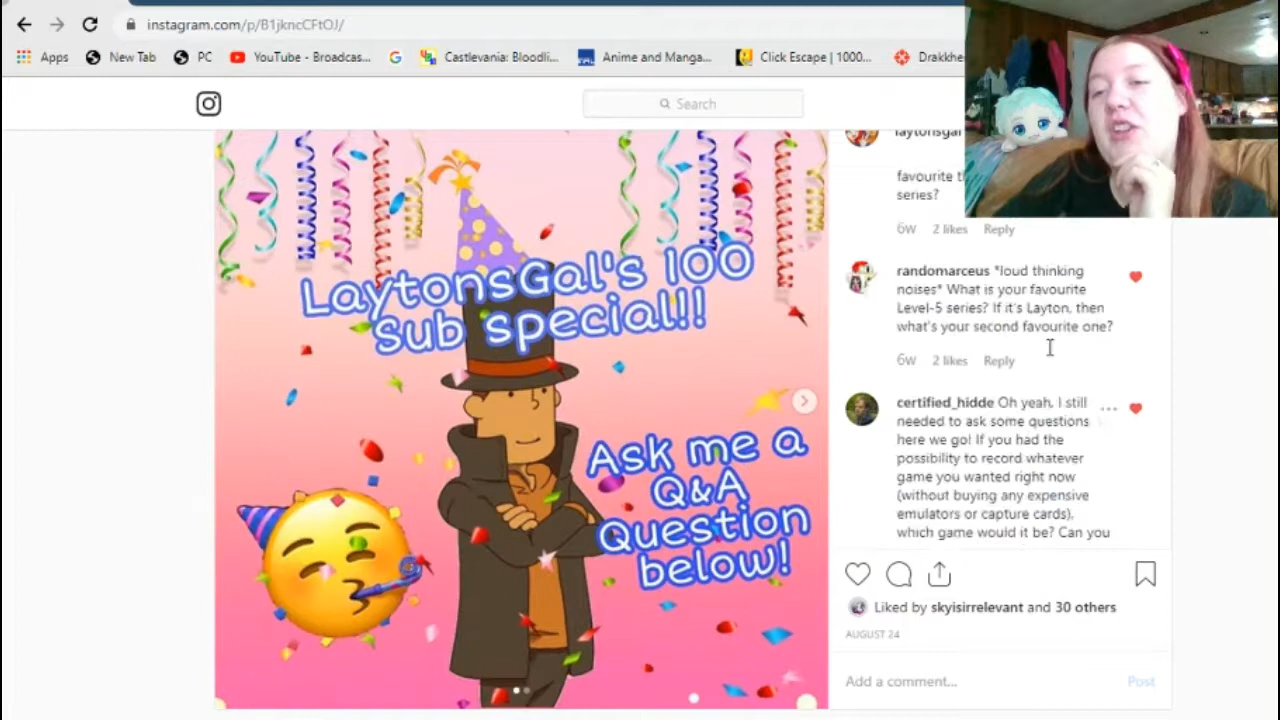 instagram.com/p/B1jkncCFtOJ/
Apps New Tab PC YouTube - Broadcas... Castlevania: Bloodli... Anime and Manga... Click Escape | 1000... Drakkhe
Search
LaytonsGal's 100
Sub special!!
Ask me a
Q&A
Question
below!
laytonsgal
favourite th
series?
6w 2 likes Reply
randomarceus *loud thinking
noises* What is your favourite
Level-5 series? If it's Layton, then
what's your second favourite one?
6w 2 likes Reply
certified_hidde Oh yeah, I still
needed to ask some questions
here we go! If you had the
possibility to record whatever
game you wanted right now
(without buying any expensive
emulators or capture cards),
which game would it be? Can you
Liked by skyisirrelevant and 30 others
AUGUST 24
Add a comment...
Post